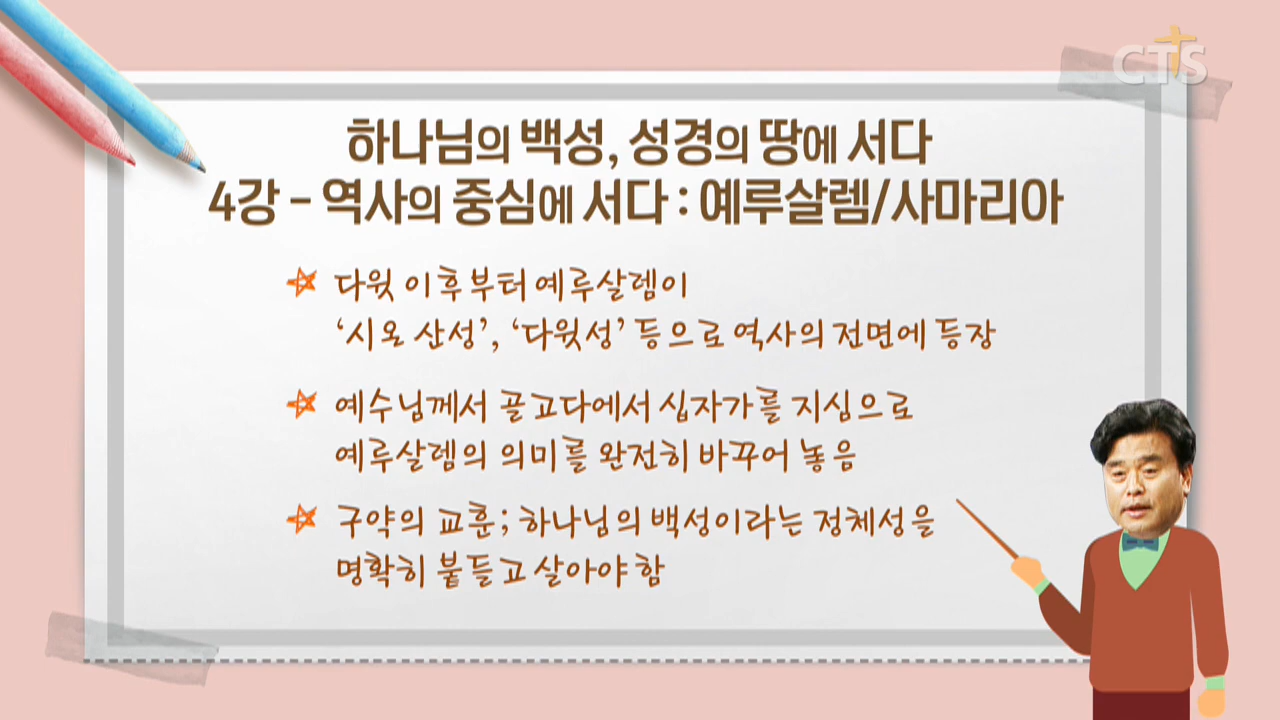 CTS
하나님의 백성, 성경의 땅에 서다
4강 - 역사의 중심에 서다 : 예루살렘/사마리아
다윗 이후부터 예루살렘이
‘시온 산성’, ‘다윗성’ 등으로 역사의 전면에 등장
예수님께서 골고다에서 십자가를 지심으로
예루살렘의 의미를 완전히 바꾸어 놓음
구약의 교훈; 하나님의 백성이라는 정체성을
명확히 붙들고 살아야 함